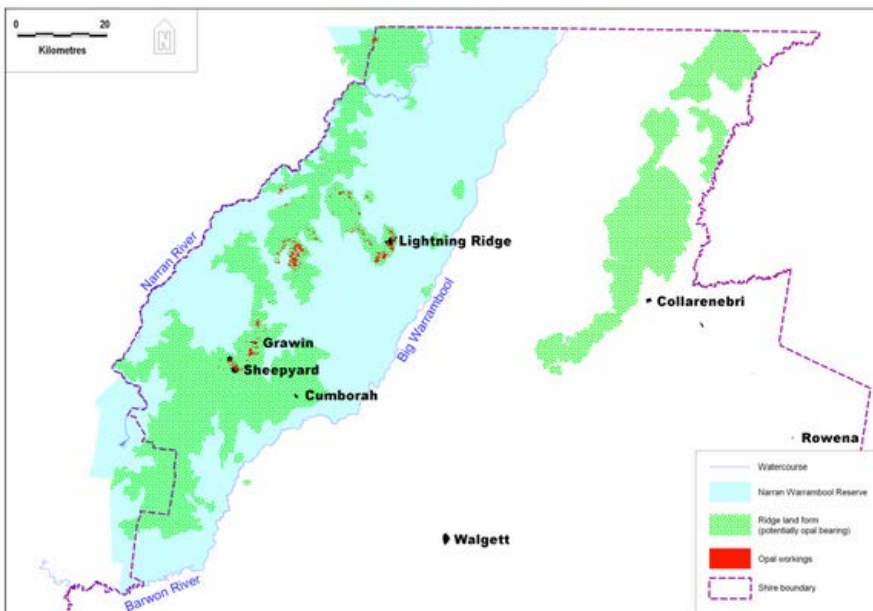 0 20
Kilometres
N
Narran River
Lightning Ridge
Big Warrambool
Collarenebri
Grawin
Sheepyard
Cumborah
Rowena
Walgett
Barwon River
Watercourse
Narran Warrambool Reserve
Ridge land form
(potentially opal bearing)
Opal workings
Shire boundary